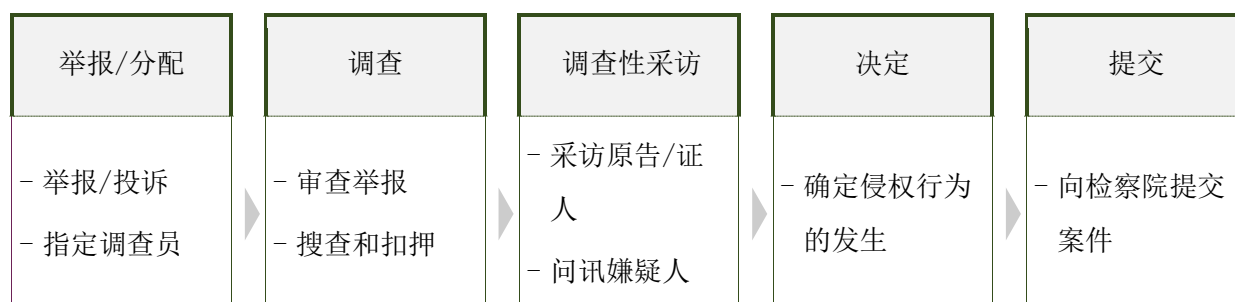 举报/分配
调查
调查性采访
决定
提交
- 举报/投诉
- 指定调查员
- 审查举报
- 搜查和扣押
- 采访原告/证
人
- 问讯嫌疑人
- 确定侵权行为
的发生
- 向检察院提交
案件